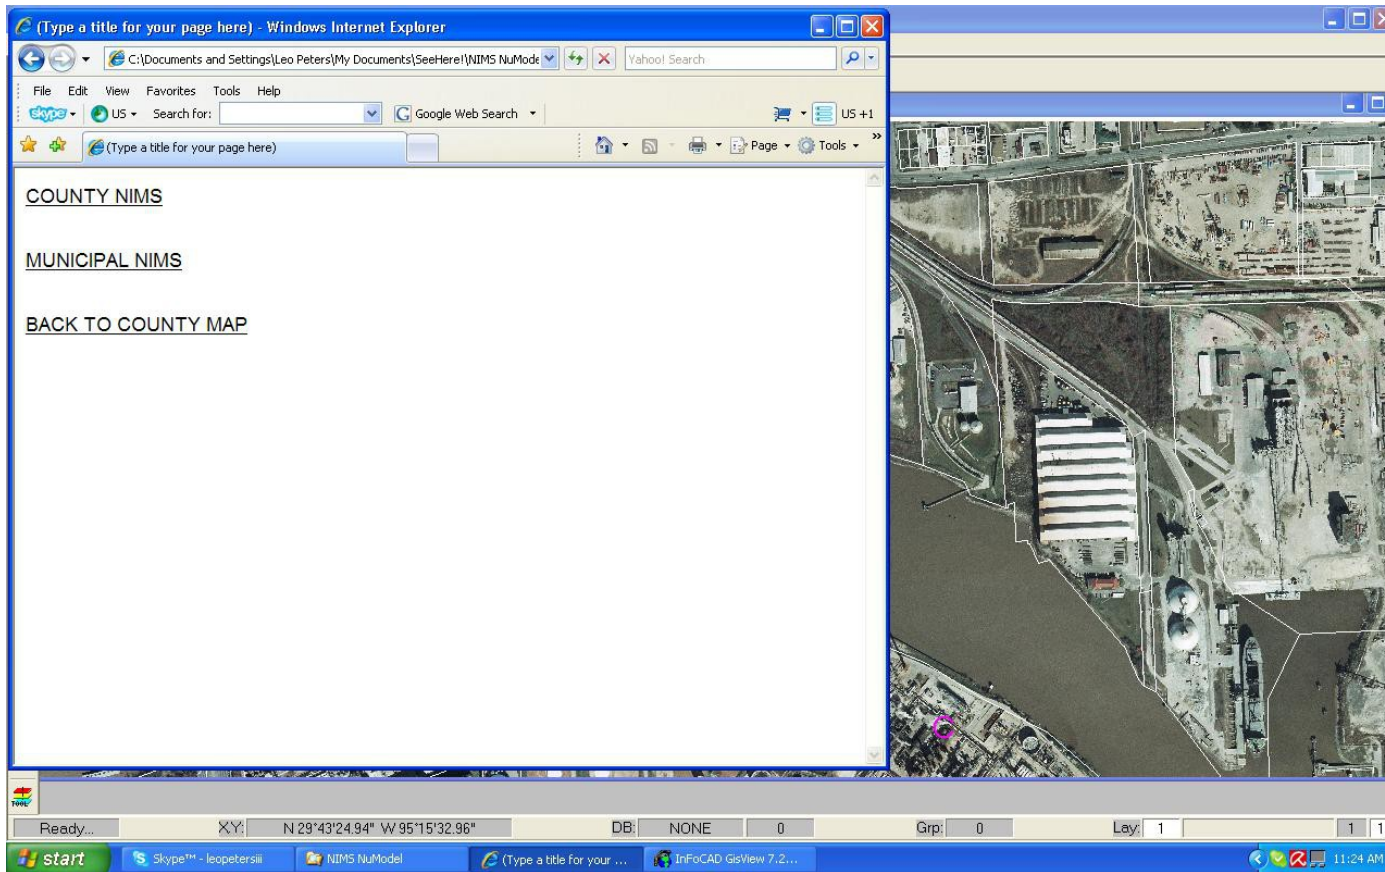 (Type a title for your page here) - Windows Internet Explorer
C:\Documents and Settings\Leo Peters\My Documents\SeeHere!\NIMS NuMode
Yahoo! Search
File Edit View Favorites Tools Help
skype US Search for: Google Web Search US +1
(Type a title for your page here) Page Tools »
COUNTY NIMS
MUNICIPAL NIMS
BACK TO COUNTY MAP
TOOL
Ready... XY: N 29°43'24.94" W 95°15'32.96" DB: NONE 0 Grp: 0 Lay: 1 1 1
start Skype™ - leopetersiii NIMS NuModel (Type a title for your ... InFoCAD GisView 7.2... 11:24 AM